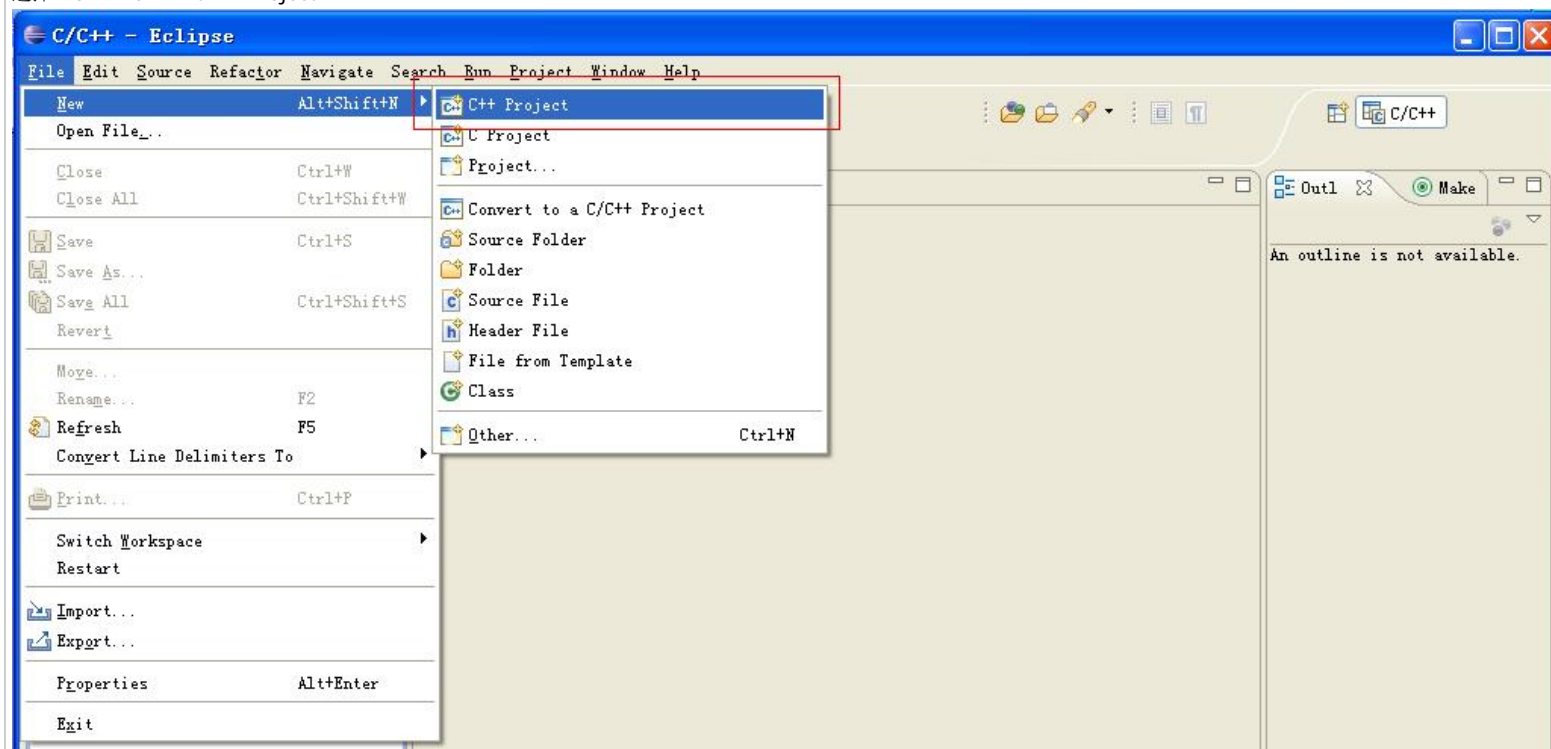 C/C++ - Eclipse
File Edit Source Refactor Navigate Search Run Project Window Help
New Alt+Shift+N
Open File...
Close Ctrl+W
Close All Ctrl+Shift+W
Save Ctrl+S
Save As...
Save All Ctrl+Shift+S
Revert
Move...
Rename... F2
Refresh F5
Convert Line Delimiters To
Print... Ctrl+P
Switch Workspace
Restart
Import...
Export...
Properties Alt+Enter
Exit
C++ Project
C Project
Project...
Convert to a C/C++ Project
Source Folder
Folder
Source File
Header File
File from Template
Class
Other... Ctrl+N
C/C++
Outl Make
An outline is not available.